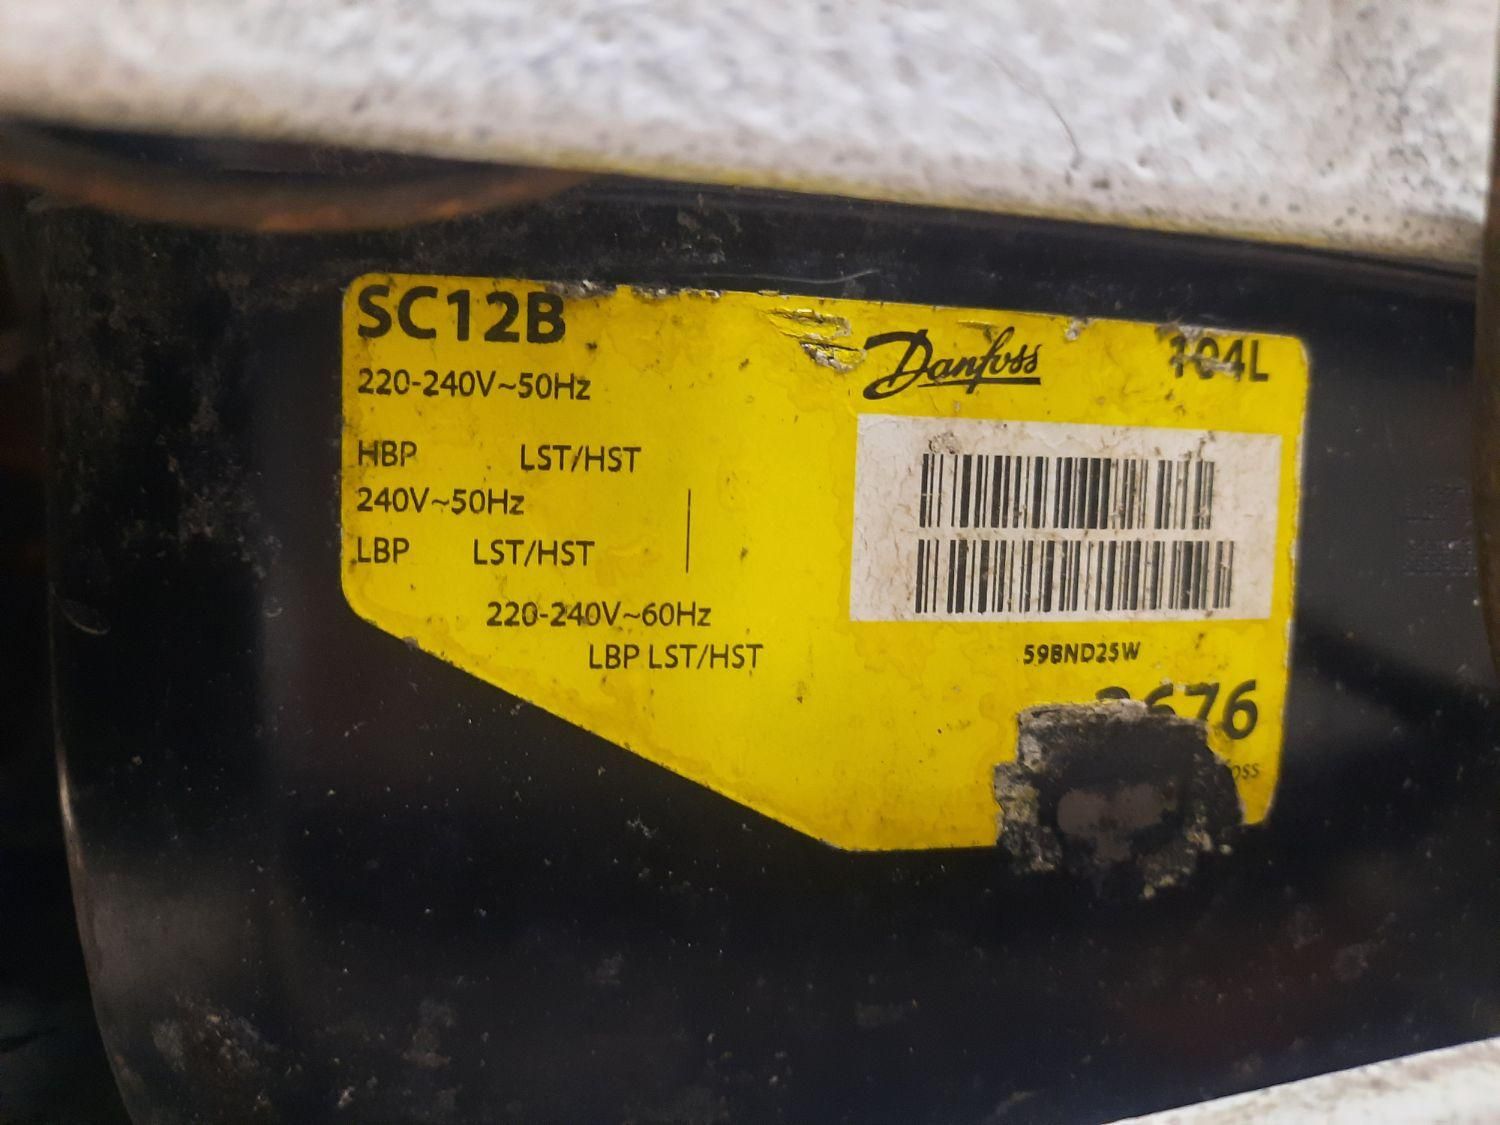 SC12B
220-240V~50Hz
HBP LST/HST
240V~50Hz
LBP LST/HST
220-240V~60Hz
LBP LST/HST
Danfoss
104L
59BND25W